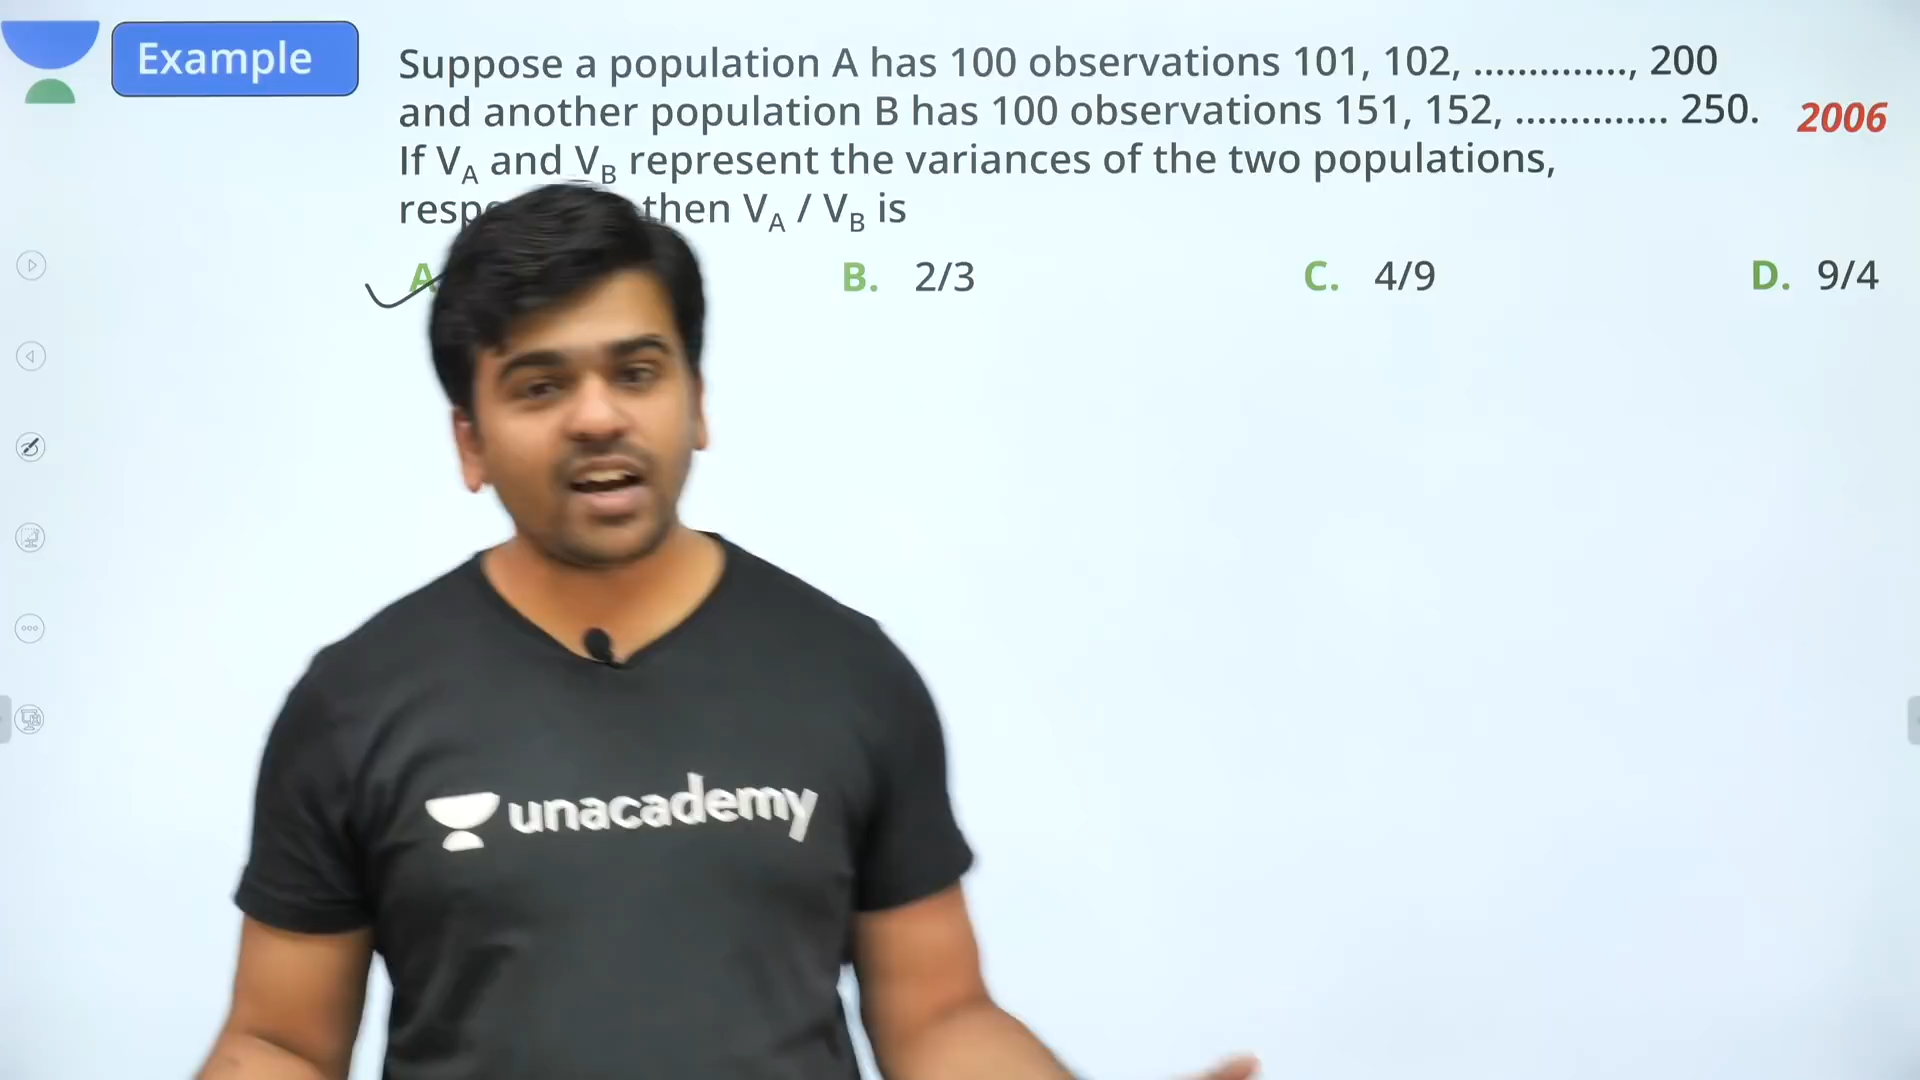 Example
Suppose a population A has 100 observations 101, 102, .............., 200
and another population B has 100 observations 151, 152, .............. 250.
2006
If VA and VB represent the variances of the two populations,
then VA / VB is
A B. 2/3 C. 4/9 D. 9/4
unacademy